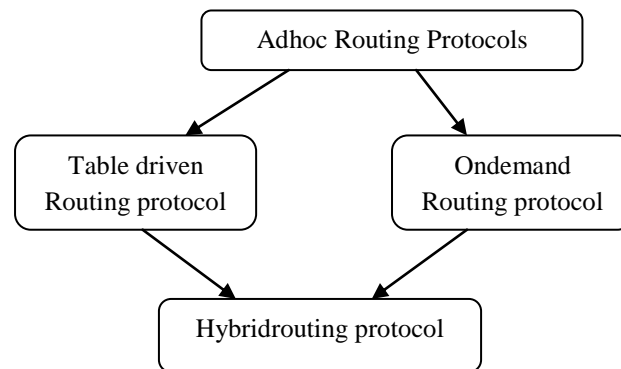 Adhoc Routing Protocols
Table driven
Routing protocol
Ondemand
Routing protocol
Hybridrouting protocol